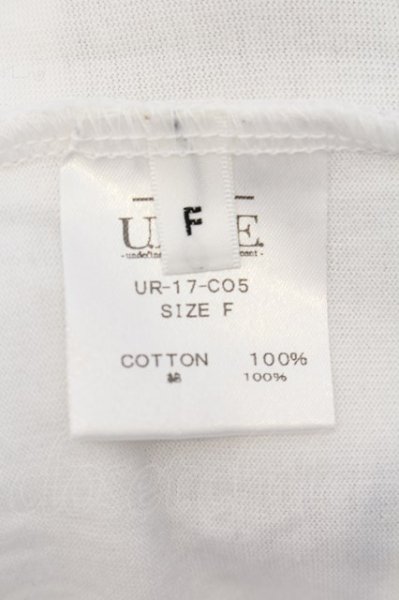 F
UR-17-C05
SIZE F
COTTON 100%
綿 100%